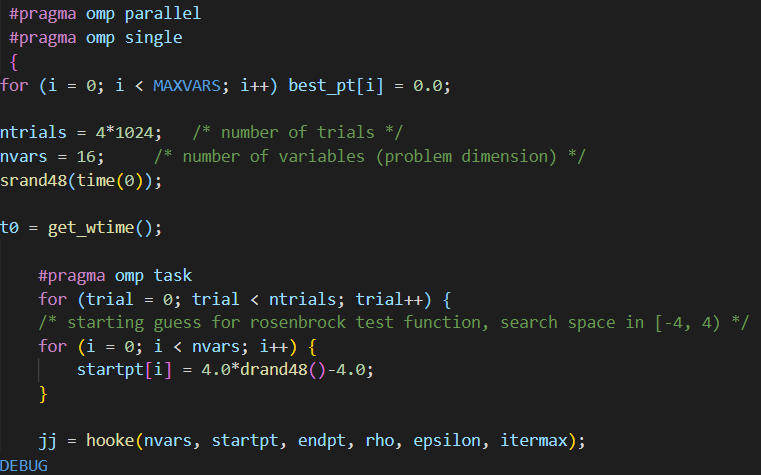 #pragma omp parallel
#pragma omp single
{
for (i = 0; i < MAXVARS; i++) best_pt[i] = 0.0;
ntrials = 4*1024;   /* number of trials */
nvars = 16;     /* number of variables (problem dimension) */
srand48(time(0));
t0 = get_wtime();
#pragma omp task
for (trial = 0; trial < ntrials; trial++) {
/* starting guess for rosenbrock test function, search space in [-4, 4) */
for (i = 0; i < nvars; i++) {
startpt[i] = 4.0*drand48()-4.0;
}
jj = hooke(nvars, startpt, endpt, rho, epsilon, itermax);
DEBUG